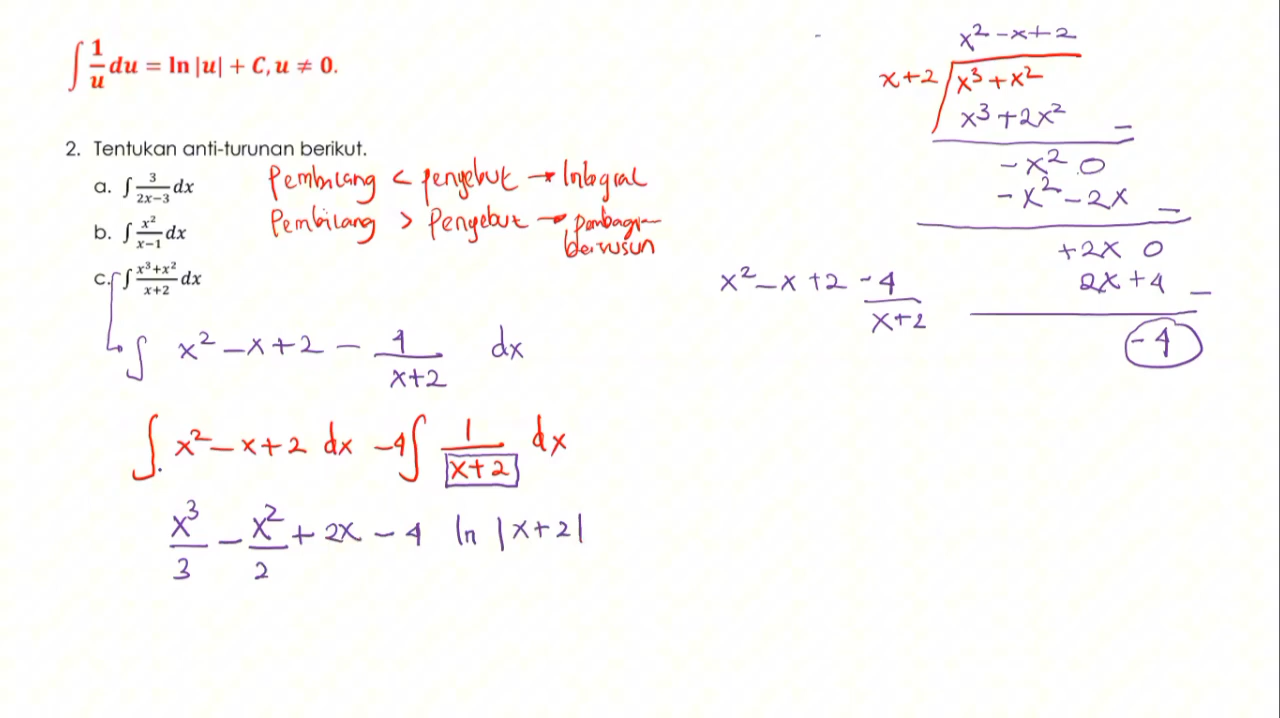 ∫ 1/u du = ln |u| + C, u ≠ 0.
2. Tentukan anti-turunan berikut.
a. ∫ 3/(2x−3) dx
Pembilang < penyebut → Integral
b. ∫ x²/(x−1) dx
Pembilang > Penyebut → pembagian
bersusun
c. ∫ (x³+x²)/(x+2) dx
∫ x² − x + 2 − 4/(x+2) dx
∫ x² − x + 2 dx − 4∫ 1/(x+2) dx
x³/3 − x²/2 + 2x − 4 ln |x+2|
x² − x + 2
x+2 / x³ + x²
x³ + 2x² −
−x² 0
−x² − 2x −
+2x 0
2x + 4 −
−4
x² − x + 2 − 4/(x+2)